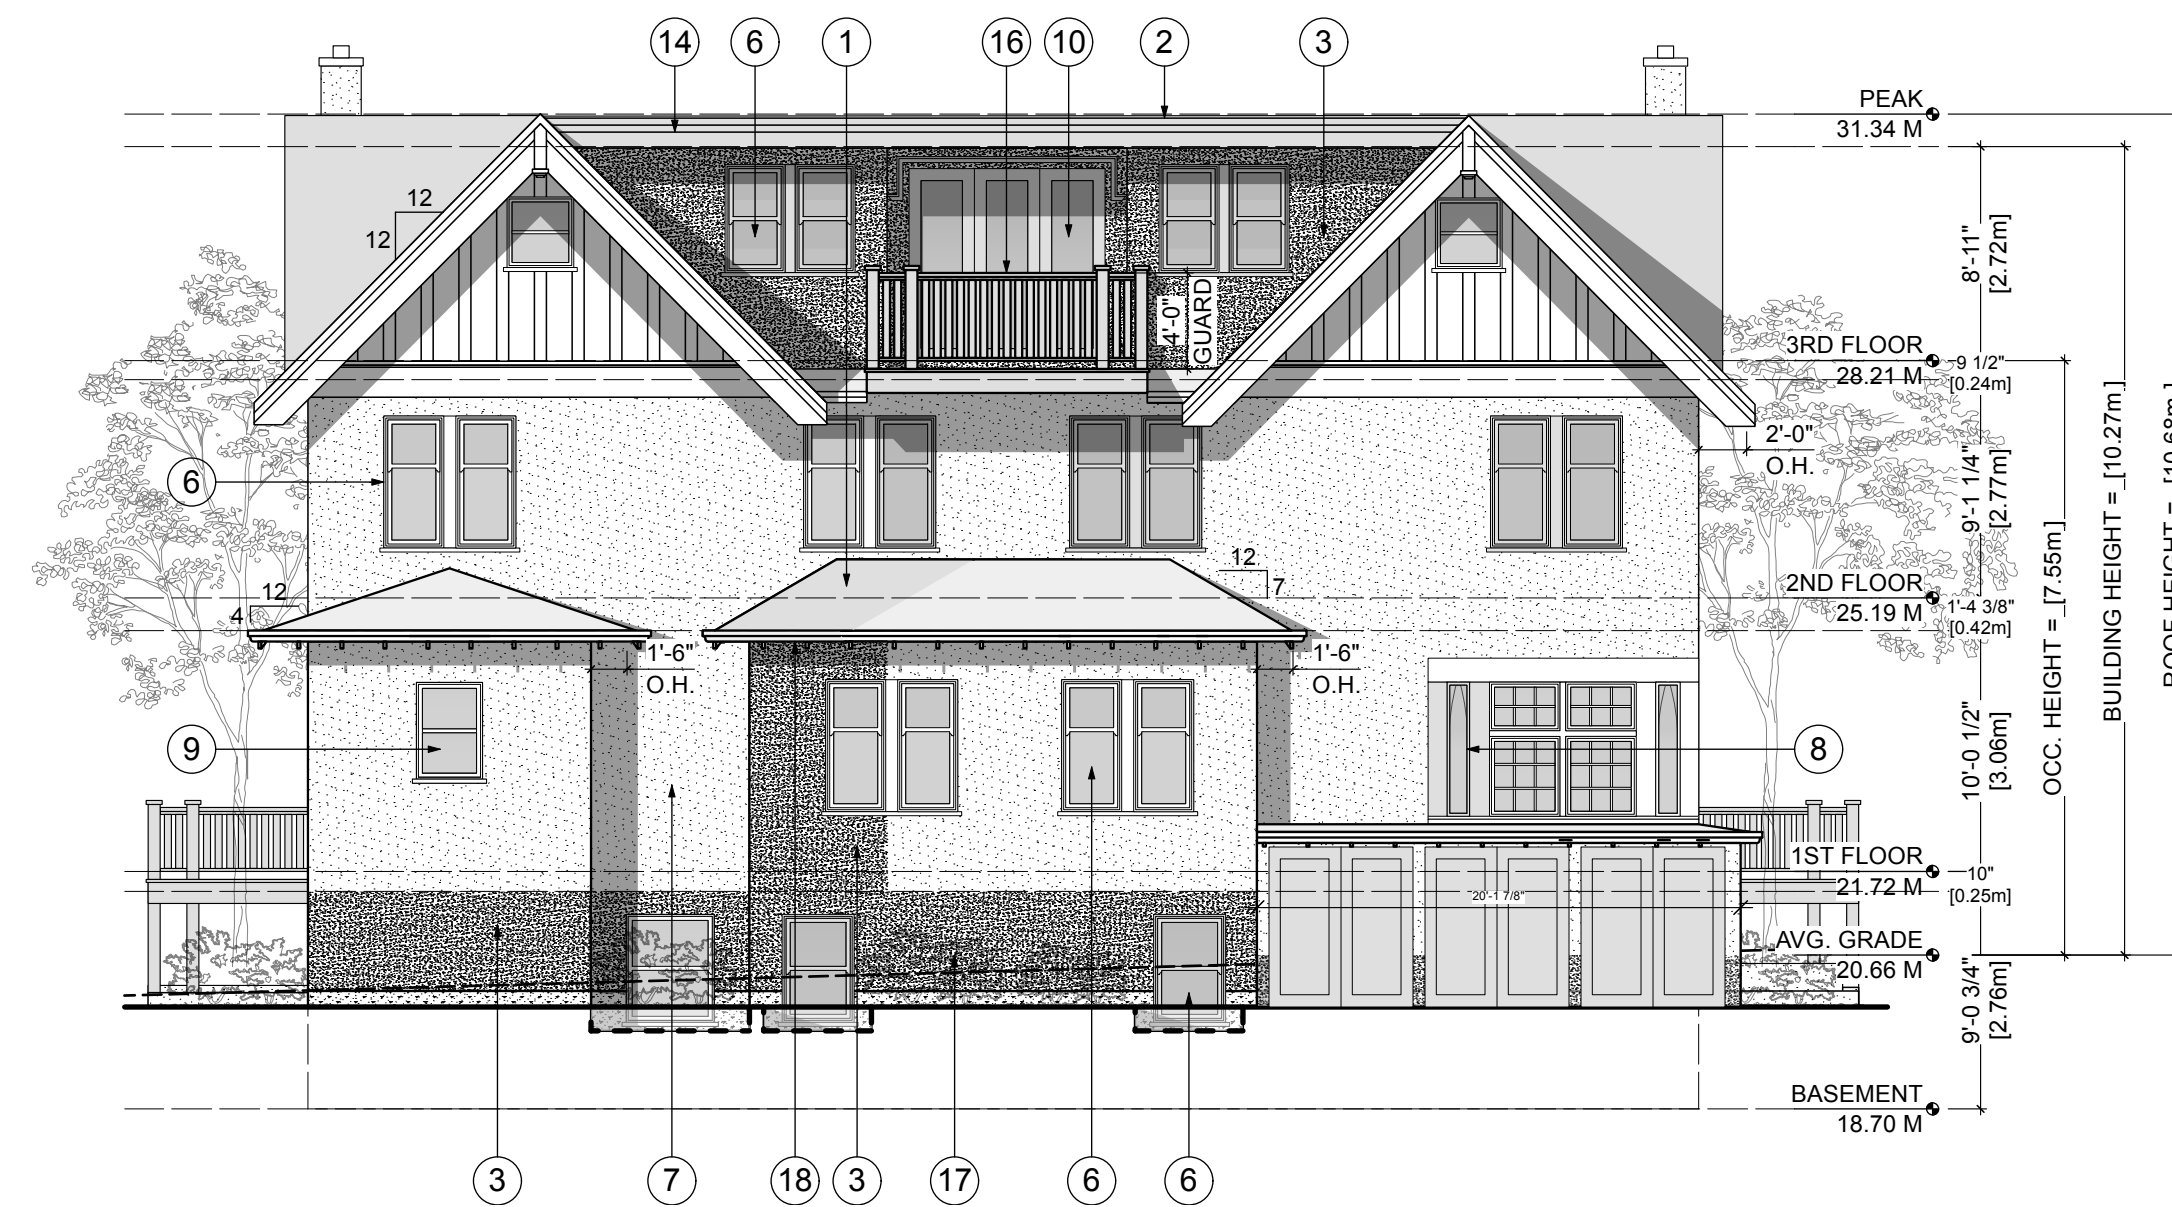 14 6 1 16 10 2 3
PEAK
31.34 M
12
12
8'-11"
[2.72m]
4'-0"
GUARD
3RD FLOOR
28.21 M
9 1/2"
[0.24m]
2'-0"
O.H.
6
9'-1 1/4"
[2.77m]
BUILDING HEIGHT = [10.27m]
ROOF HEIGHT = [10.68m]
12
7
12
4
2ND FLOOR
25.19 M
1'-4 3/8"
[0.42m]
OCC. HEIGHT = [7.55m]
1'-6"
O.H.
1'-6"
O.H.
9
8
10'-0 1/2"
[3.06m]
1ST FLOOR
21.72 M
10"
[0.25m]
20'-1 7/8"
AVG. GRADE
20.66 M
9'-0 3/4"
[2.76m]
BASEMENT
18.70 M
3 7 18 3 17 6 6